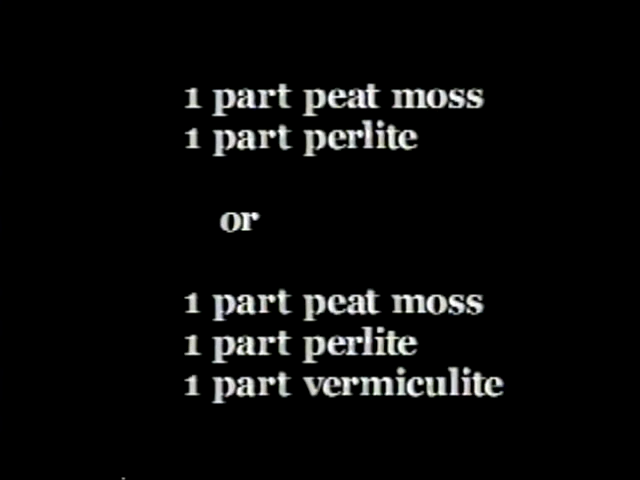 1 part peat moss
1 part perlite
or
1 part peat moss
1 part perlite
1 part vermiculite